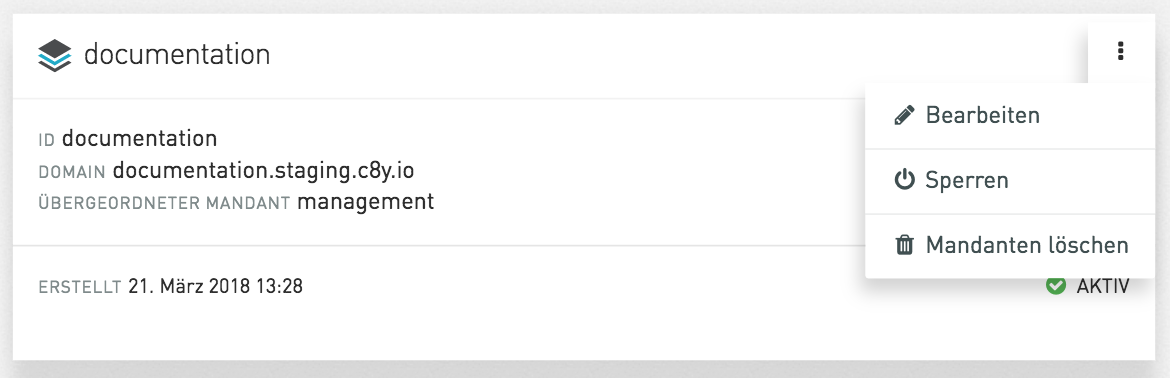 documentation
ID documentation
DOMAIN documentation.staging.c8y.io
ÜBERGEORDNETER MANDANT management
Bearbeiten
Sperren
Mandanten löschen
ERSTELLT 21. März 2018 13:28
AKTIV